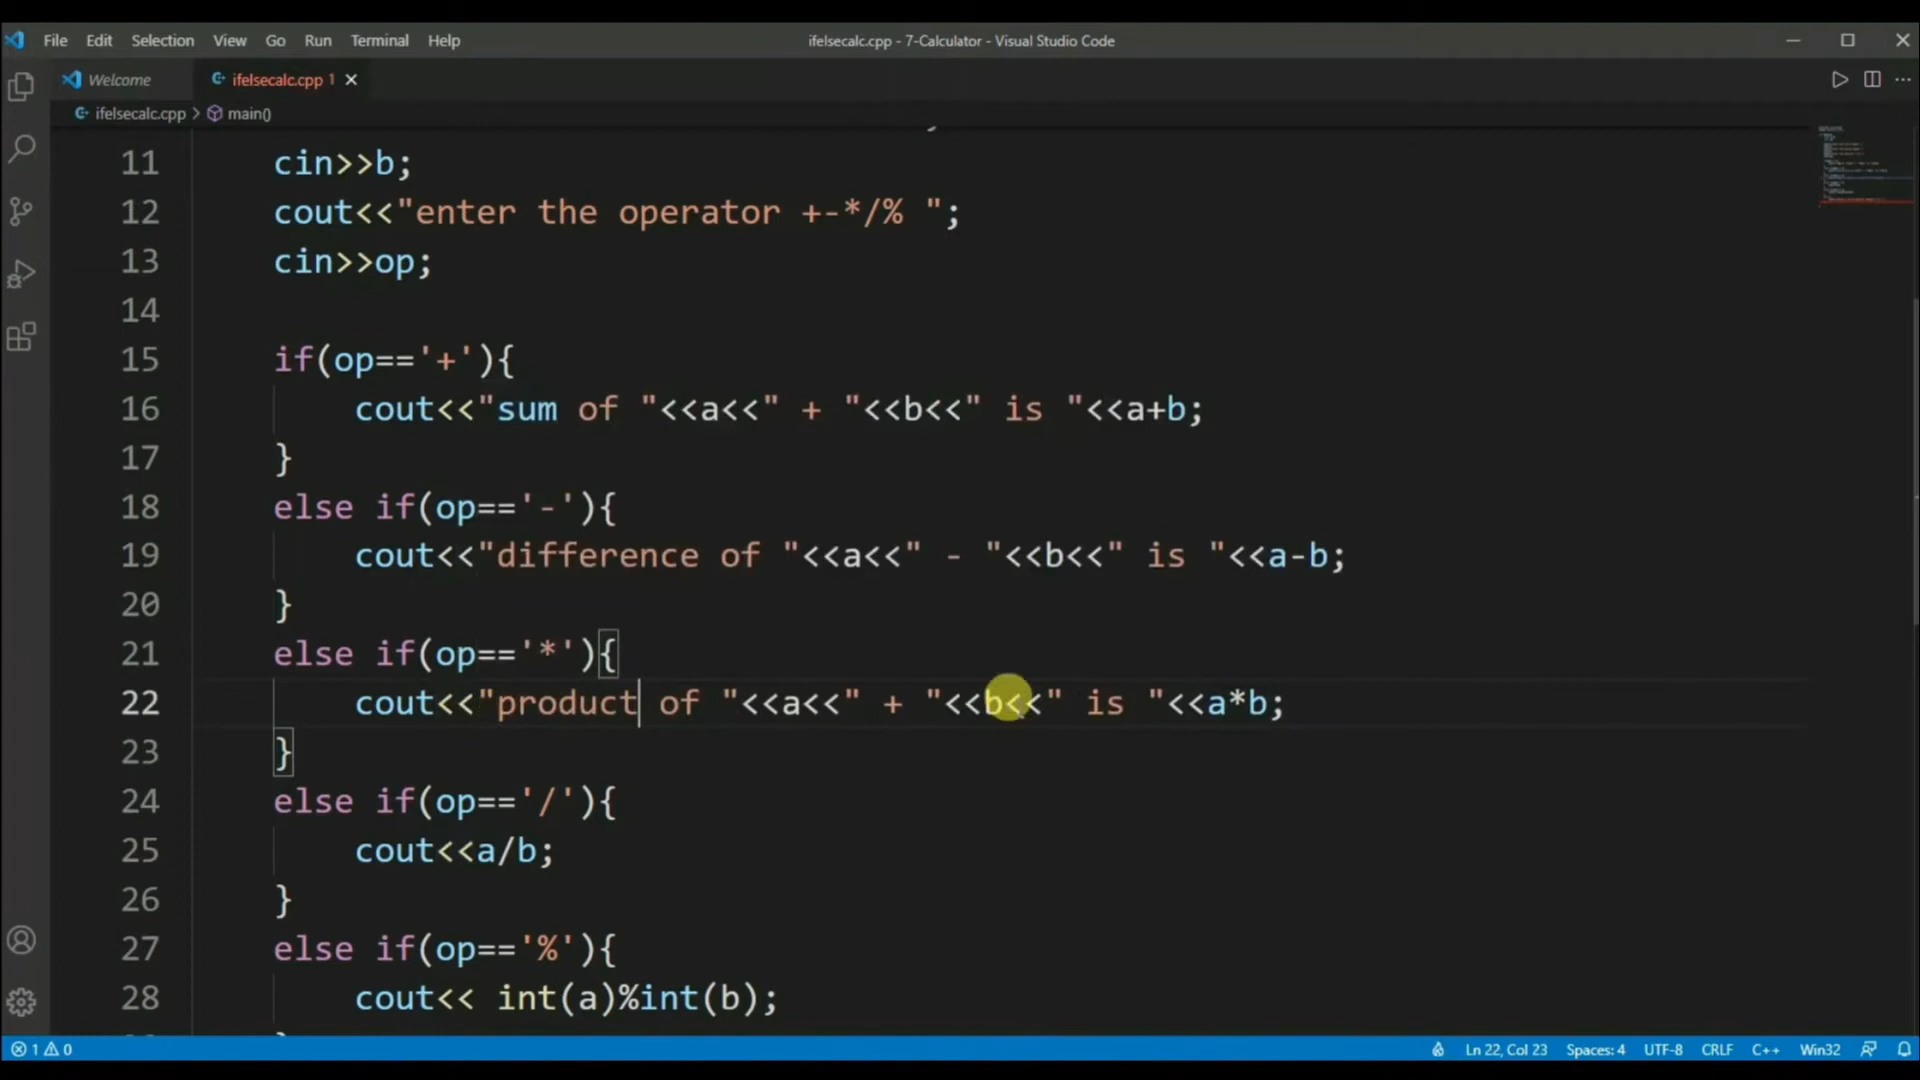 File Edit Selection View Go Run Terminal Help ifelsecalc.cpp - 7-Calculator - Visual Studio Code
Welcome ifelsecalc.cpp 1
ifelsecalc.cpp > main()
11 cin>>b;
12 cout<<"enter the operator +-*/% ";
13 cin>>op;
14
15 if(op=='+'){
16 cout<<"sum of "<<a<<" + "<<b<<" is "<<a+b;
17 }
18 else if(op=='-'){
19 cout<<"difference of "<<a<<" - "<<b<<" is "<<a-b;
20 }
21 else if(op=='*'){
22 cout<<"product of "<<a<<" + "<<b<<" is "<<a*b;
23 }
24 else if(op=='/'){
25 cout<<a/b;
26 }
27 else if(op=='%'){
28 cout<< int(a)%int(b);
1 0 Ln 22, Col 23 Spaces: 4 UTF-8 CRLF C++ Win32